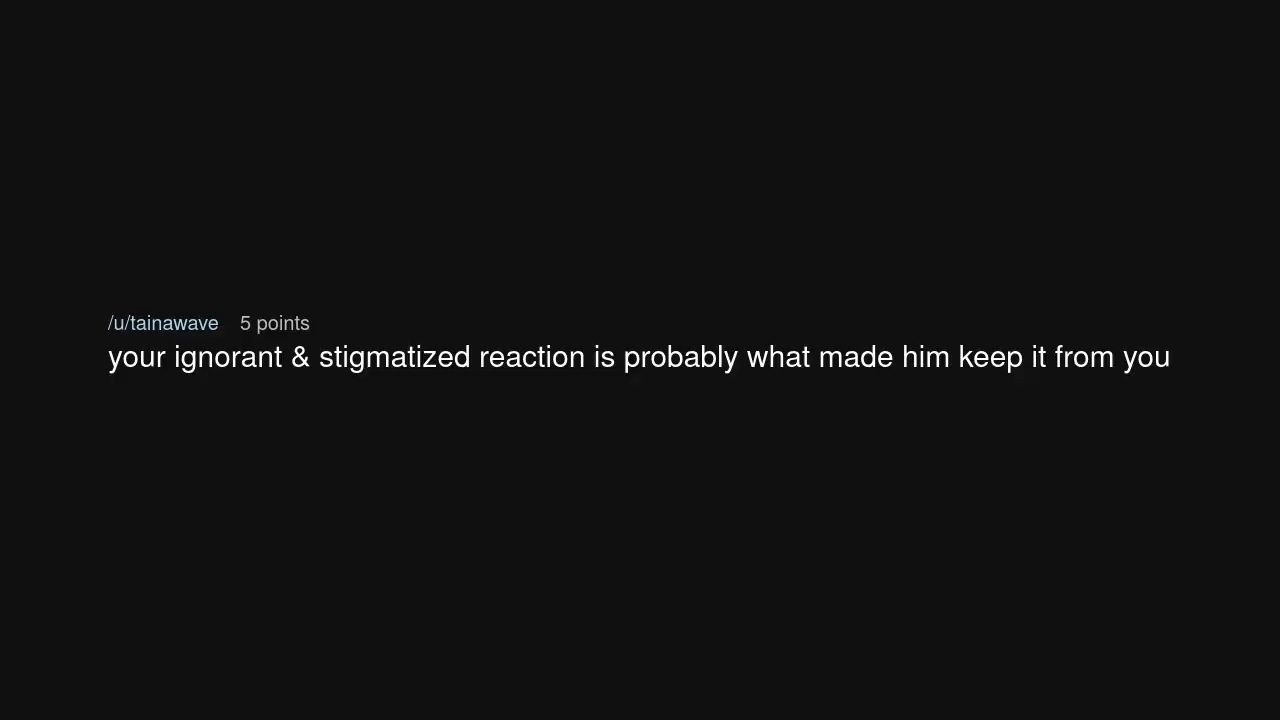 /u/tainawave 5 points
your ignorant & stigmatized reaction is probably what made him keep it from you